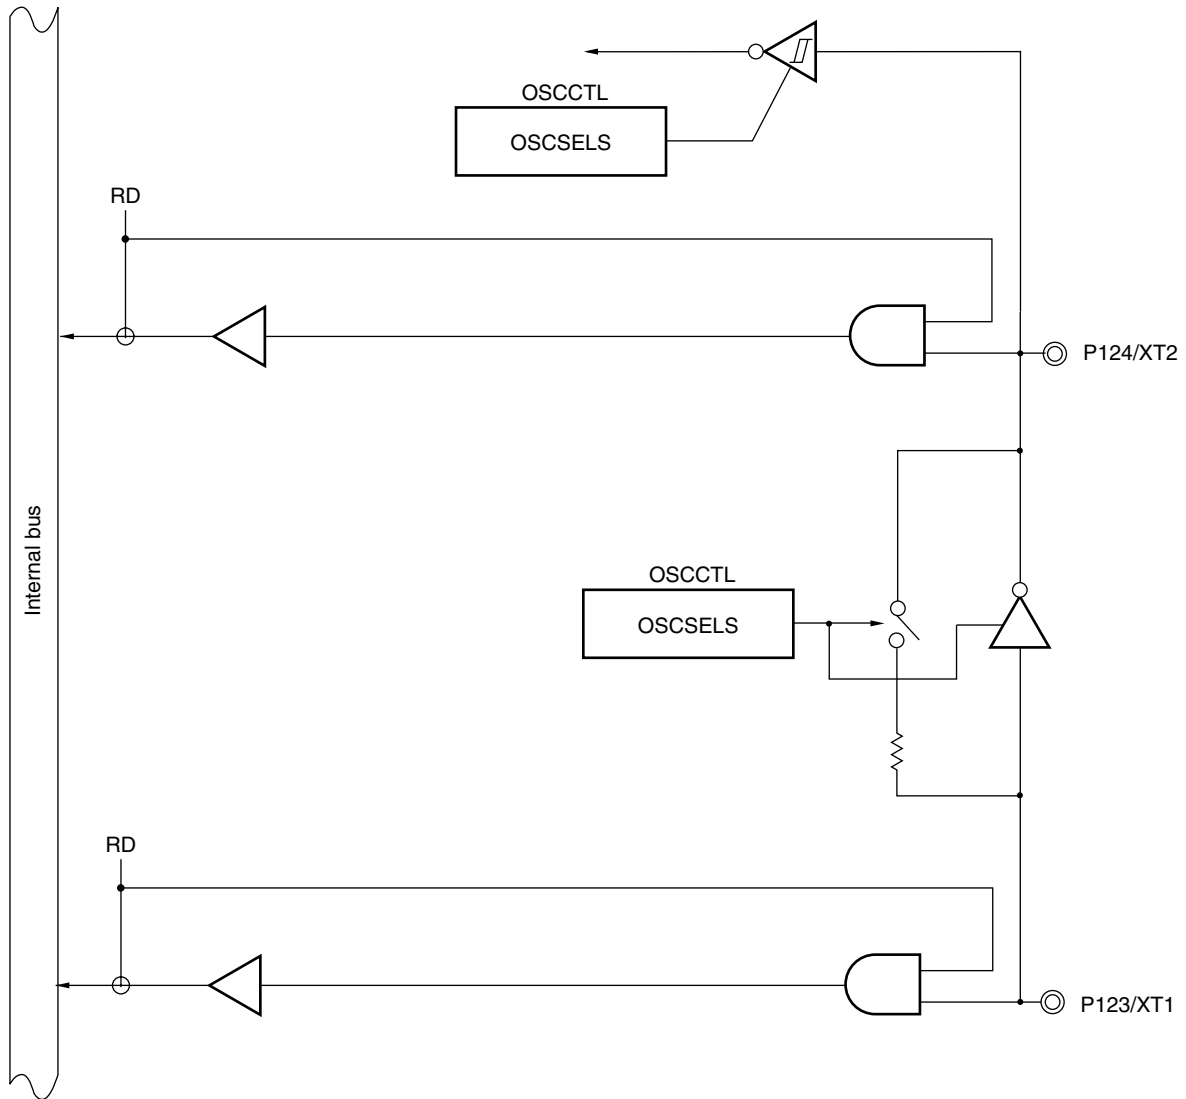 OSCCTL
OSCSELS
RD
P124/XT2
Internal bus
OSCCTL
OSCSELS
RD
P123/XT1